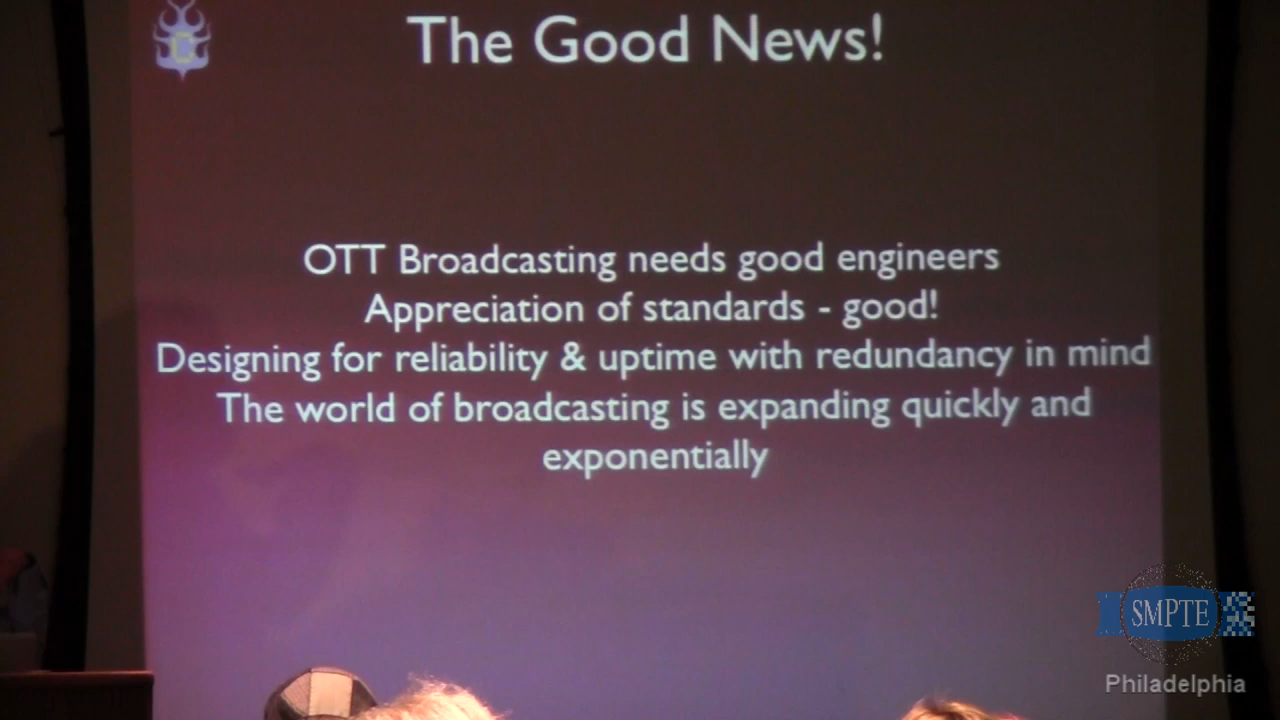 The Good News!
OTT Broadcasting needs good engineers
Appreciation of standards - good!
Designing for reliability & uptime with redundancy in mind
The world of broadcasting is expanding quickly and
exponentially
SMPTE
Philadelphia